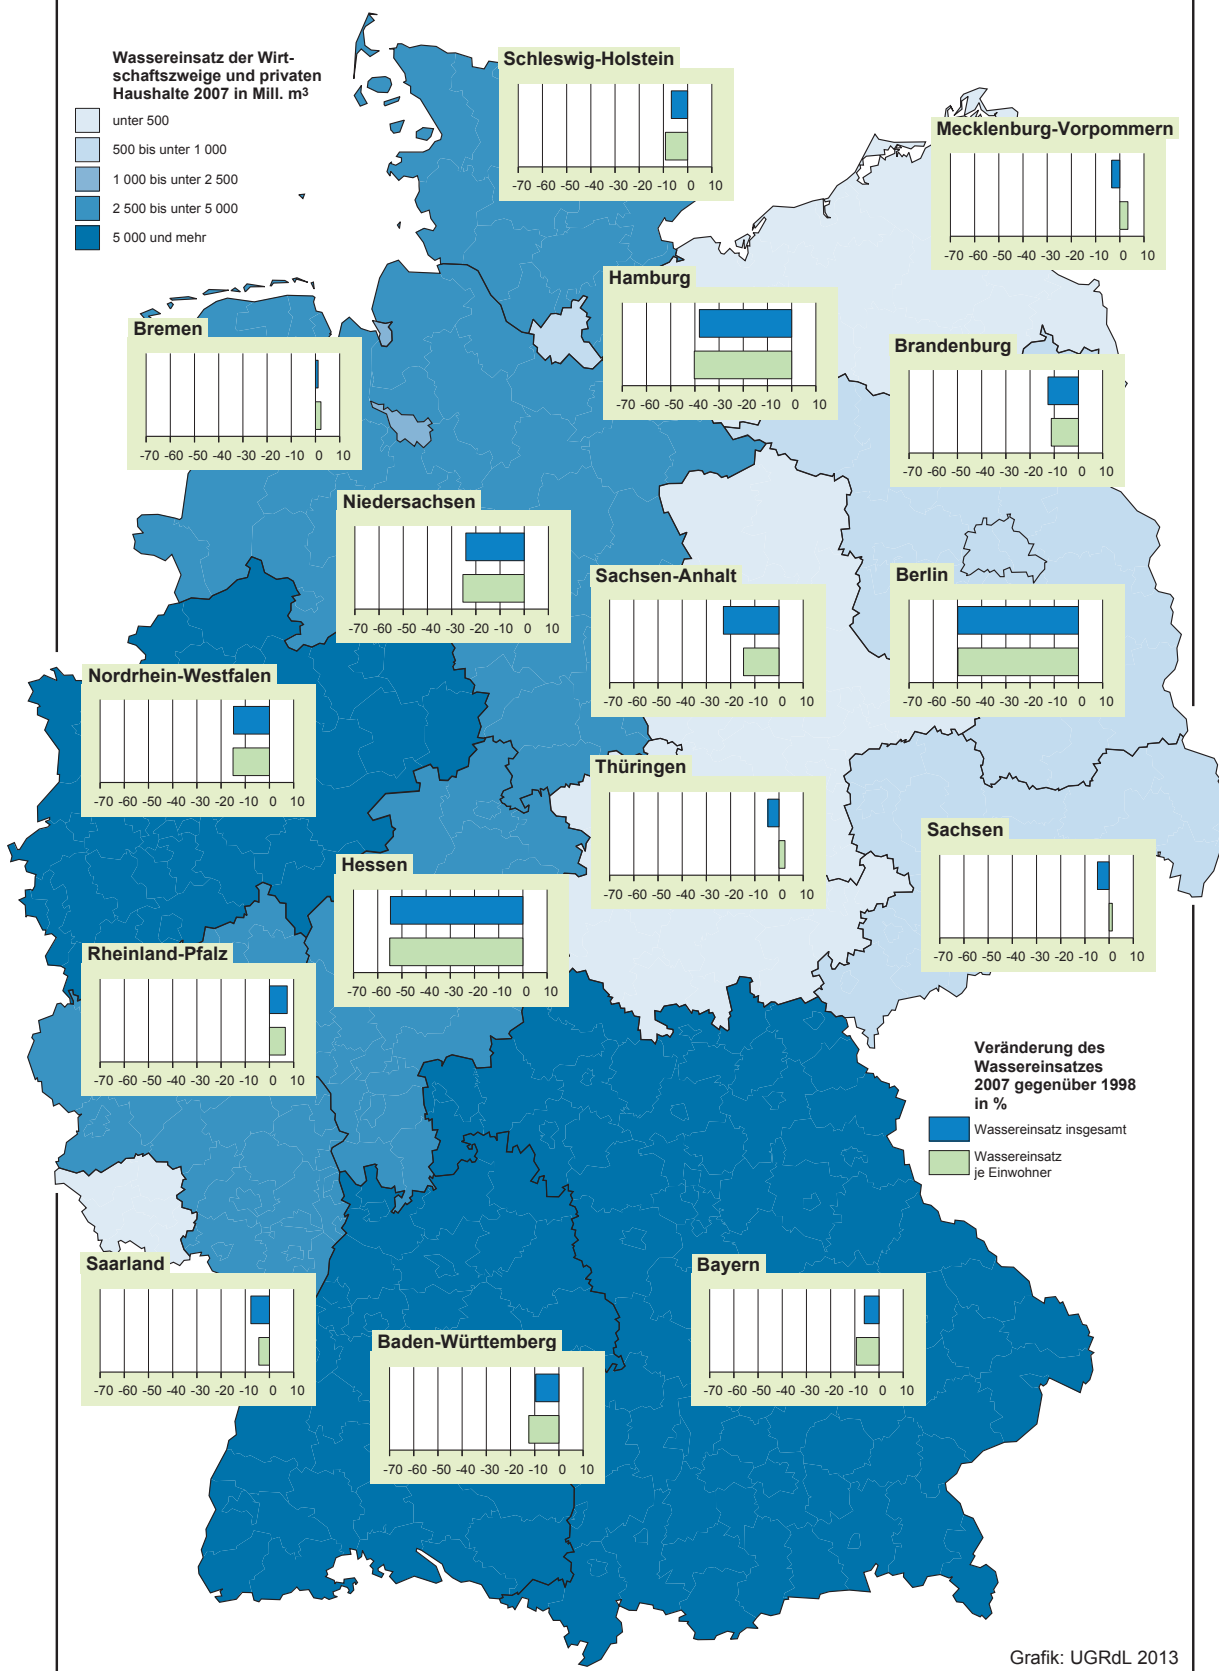 Wassereinsatz der Wirt-
schaftszweige und privaten
Haushalte 2007 in Mill. m³
unter 500
500 bis unter 1 000
1 000 bis unter 2 500
2 500 bis unter 5 000
5 000 und mehr
Schleswig-Holstein
-70 -60 -50 -40 -30 -20 -10 0 10
Mecklenburg-Vorpommern
-70 -60 -50 -40 -30 -20 -10 0 10
Hamburg
-70 -60 -50 -40 -30 -20 -10 0 10
Bremen
-70 -60 -50 -40 -30 -20 -10 0 10
Brandenburg
-70 -60 -50 -40 -30 -20 -10 0 10
Niedersachsen
-70 -60 -50 -40 -30 -20 -10 0 10
Sachsen-Anhalt
-70 -60 -50 -40 -30 -20 -10 0 10
Berlin
-70 -60 -50 -40 -30 -20 -10 0 10
Nordrhein-Westfalen
-70 -60 -50 -40 -30 -20 -10 0 10
Thüringen
-70 -60 -50 -40 -30 -20 -10 0 10
Sachsen
-70 -60 -50 -40 -30 -20 -10 0 10
Hessen
-70 -60 -50 -40 -30 -20 -10 0 10
Rheinland-Pfalz
-70 -60 -50 -40 -30 -20 -10 0 10
Veränderung des
Wassereinsatzes
2007 gegenüber 1998
in %
Wassereinsatz insgesamt
Wassereinsatz
je Einwohner
Saarland
-70 -60 -50 -40 -30 -20 -10 0 10
Bayern
-70 -60 -50 -40 -30 -20 -10 0 10
Baden-Württemberg
-70 -60 -50 -40 -30 -20 -10 0 10
Grafik: UGRdL 2013